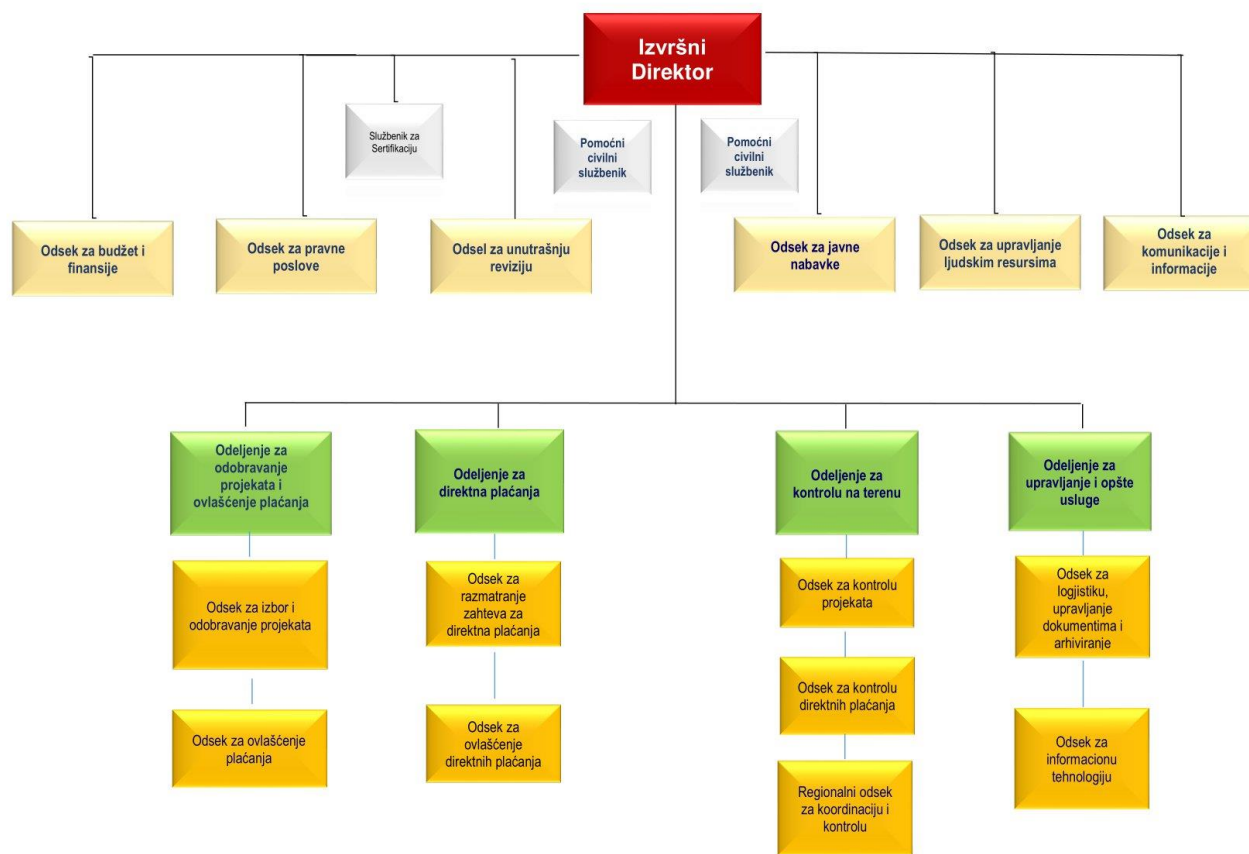 Izvršni
Direktor
Službenik za
Sertifikaciju
Pomoćni
civilni
službenik
Pomoćni
civilni
službenik
Odsek za budžet i
finansije
Odsek za pravne
poslove
Odsel za unutrašnju
reviziju
Odsek za javne
nabavke
Odsek za upravljanje
ljudskim resursima
Odsek za
komunikacije i
informacije
Odeljenje za
odobravanje
projekata i
ovlašćenje plaćanja
Odeljenje za
direktna plaćanja
Odeljenje za
kontrolu na terenu
Odeljenje za
upravljanje i opšte
usluge
Odsek za izbor i
odobravanje projekata
Odsek za
razmatranje
zahteva za
direktna plaćanja
Odsek za kontrolu
projekata
Odsek za
logjistiku,
upravljanje
dokumentima i
arhiviranje
Odsek za ovlašćenje
plaćanja
Odsek za
ovlašćenje
direktnih plaćanja
Odsek za kontrolu
direktnih plaćanja
Odsek za
informacionu
tehnologiju
Regionalni odsek
za koordinaciju i
kontrolu